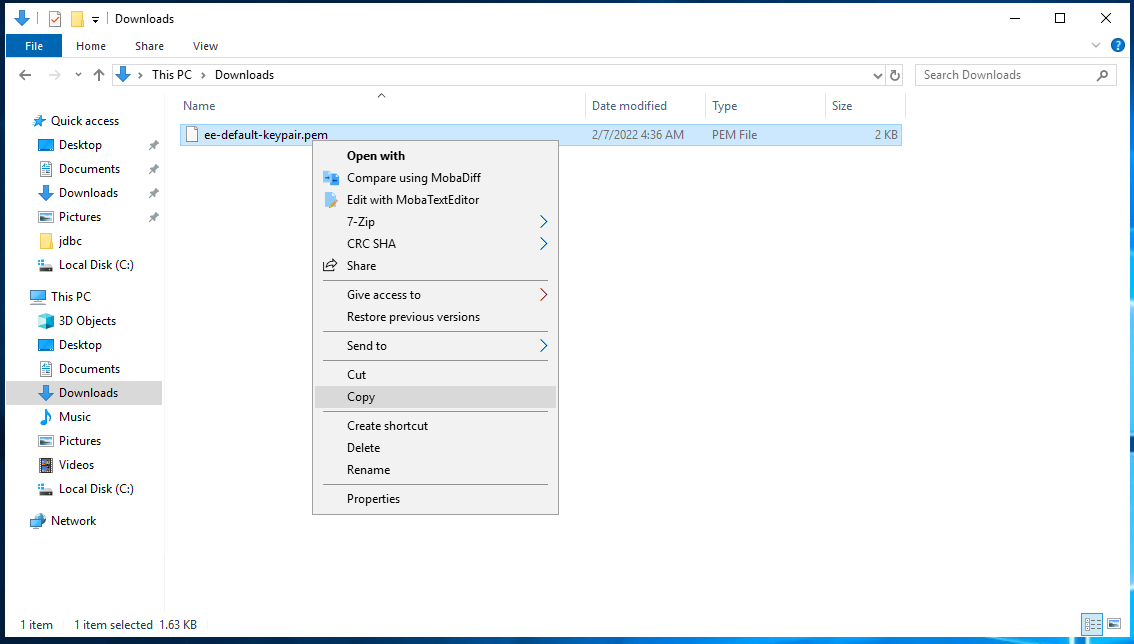 Downloads
File Home Share View
This PC > Downloads
Search Downloads
Name Date modified Type Size
ee-default-keypair.pem 2/7/2022 4:36 AM PEM File 2 KB
Quick access
Desktop
Documents
Downloads
Pictures
jdbc
Local Disk (C:)
This PC
3D Objects
Desktop
Documents
Downloads
Music
Pictures
Videos
Local Disk (C:)
Network
Open with
Compare using MobaDiff
Edit with MobaTextEditor
7-Zip
CRC SHA
Share
Give access to
Restore previous versions
Send to
Cut
Copy
Create shortcut
Delete
Rename
Properties
1 item 1 item selected 1.63 KB